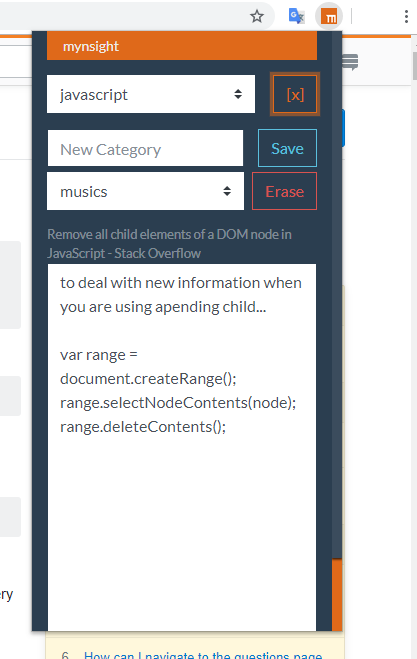 m
mynsight
javascript
[x]
New Category
Save
musics
Erase
Remove all child elements of a DOM node in
JavaScript - Stack Overflow
to deal with new information when
you are using apending child...
var range =
document.createRange();
range.selectNodeContents(node);
range.deleteContents();
ery
6
How can I navigate to the questions page